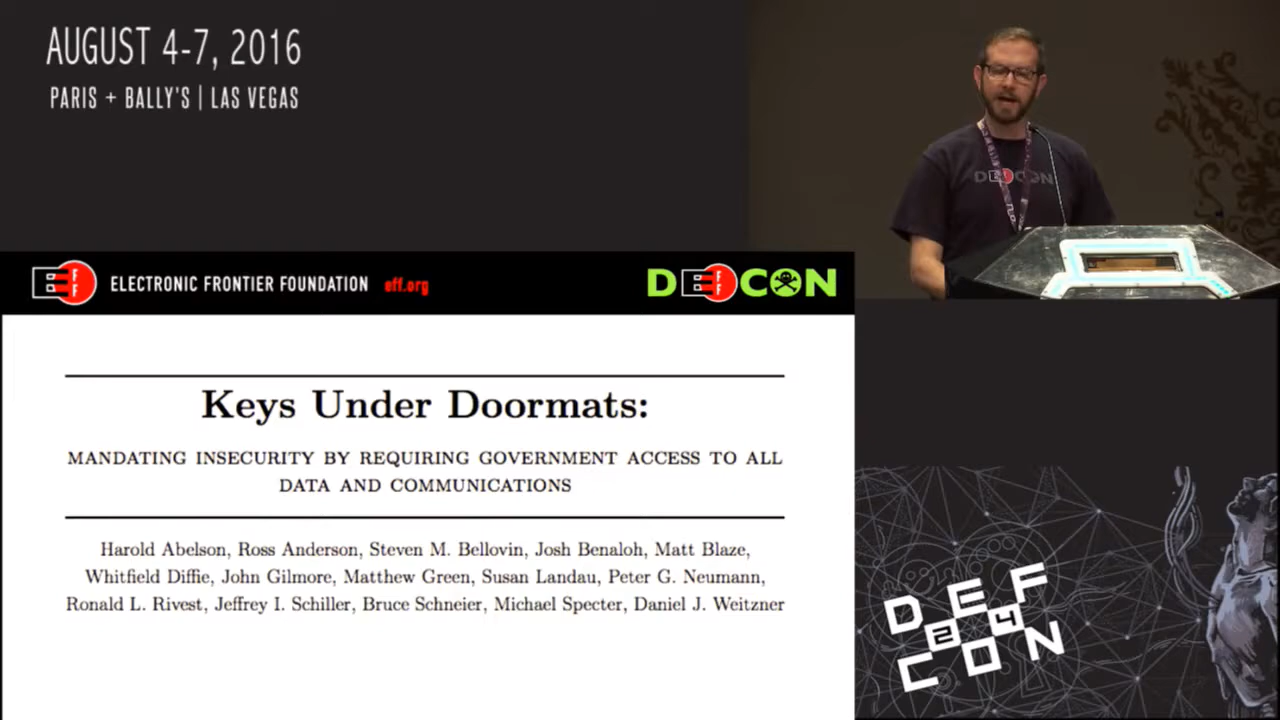 AUGUST 4-7, 2016
PARIS + BALLY'S | LAS VEGAS
DEFCON
EFF ELECTRONIC FRONTIER FOUNDATION eff.org
DEFCON
Keys Under Doormats:
MANDATING INSECURITY BY REQUIRING GOVERNMENT ACCESS TO ALL
DATA AND COMMUNICATIONS
Harold Abelson, Ross Anderson, Steven M. Bellovin, Josh Benaloh, Matt Blaze,
Whitfield Diffie, John Gilmore, Matthew Green, Susan Landau, Peter G. Neumann,
Ronald L. Rivest, Jeffrey I. Schiller, Bruce Schneier, Michael Specter, Daniel J. Weitzner
DEF
24
CON